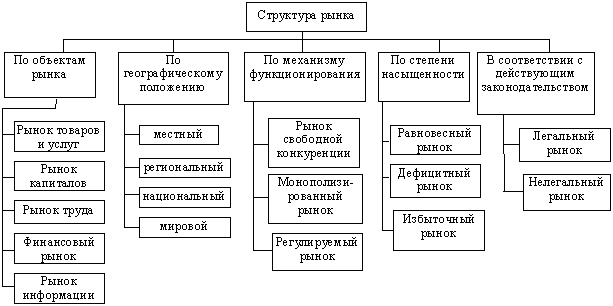 Структура рынка
По объектам
рынка
По
географическому
положению
По механизму
функционирования
По степени
насыщенности
В соответствии с
действующим
законодательством
Рынок товаров
и услуг
Рынок
капиталов
Рынок труда
Финансовый
рынок
Рынок
информации
местный
региональный
национальный
мировой
Рынок
свободной
конкуренции
Монополизи-
рованный
рынок
Регулируемый
рынок
Равновесный
рынок
Дефицитный
рынок
Избыточный
рынок
Легальный
рынок
Нелегальный
рынок